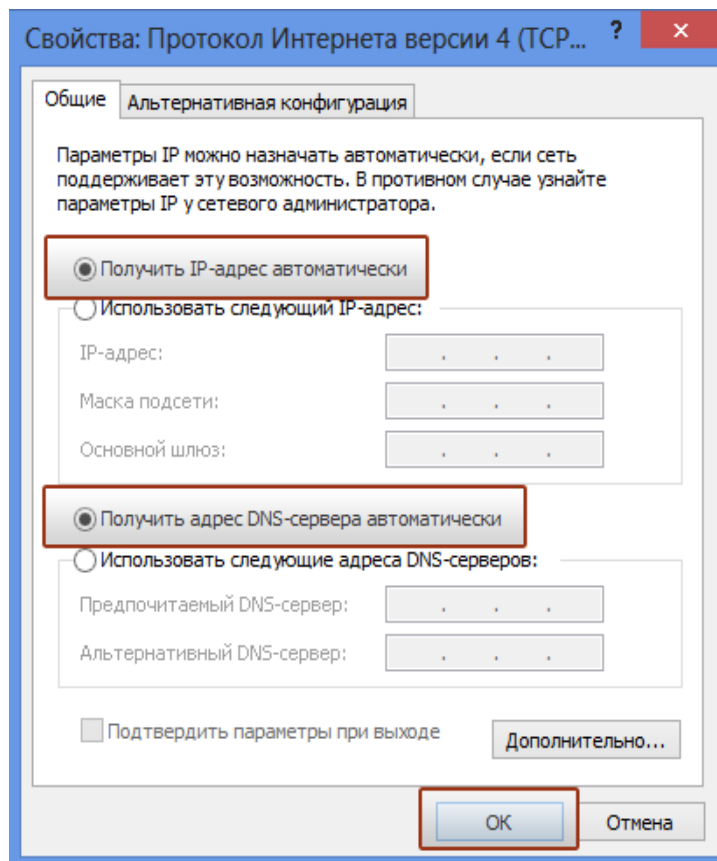 Свойства: Протокол Интернета версии 4 (TCP... ? ×
Общие Альтернативная конфигурация
Параметры IP можно назначать автоматически, если сеть
поддерживает эту возможность. В противном случае узнайте
параметры IP у сетевого администратора.
Получить IP-адрес автоматически
Использовать следующий IP-адрес:
IP-адрес: . . .
Маска подсети: . . .
Основной шлюз: . . .
Получить адрес DNS-сервера автоматически
Использовать следующие адреса DNS-серверов:
Предпочитаемый DNS-сервер: . . .
Альтернативный DNS-сервер: . . .
Подтвердить параметры при выходе Дополнительно...
OK Отмена